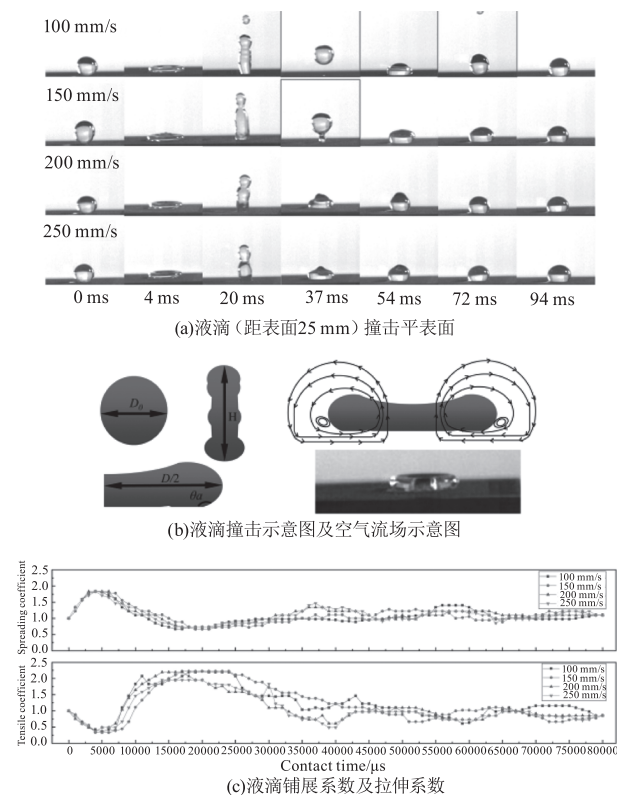 100 mm/s
150 mm/s
200 mm/s
250 mm/s
0 ms 4 ms 20 ms 37 ms 54 ms 72 ms 94 ms
(a)液滴(距表面25 mm)撞击平表面
D0
H
D/2
θa
(b)液滴撞击示意图及空气流场示意图
Spreading coefficient
2.5
2.0
1.5
1.0
0.5
0.0
100 mm/s
150 mm/s
200 mm/s
250 mm/s
Tensile coefficient
2.5
2.0
1.5
1.0
0.5
0.0
100 mm/s
150 mm/s
200 mm/s
250 mm/s
0 5000 10000 15000 20000 25000 30000 35000 40000 45000 50000 55000 60000 65000 70000 75000 80000
Contact time/μs
(c)液滴铺展系数及拉伸系数